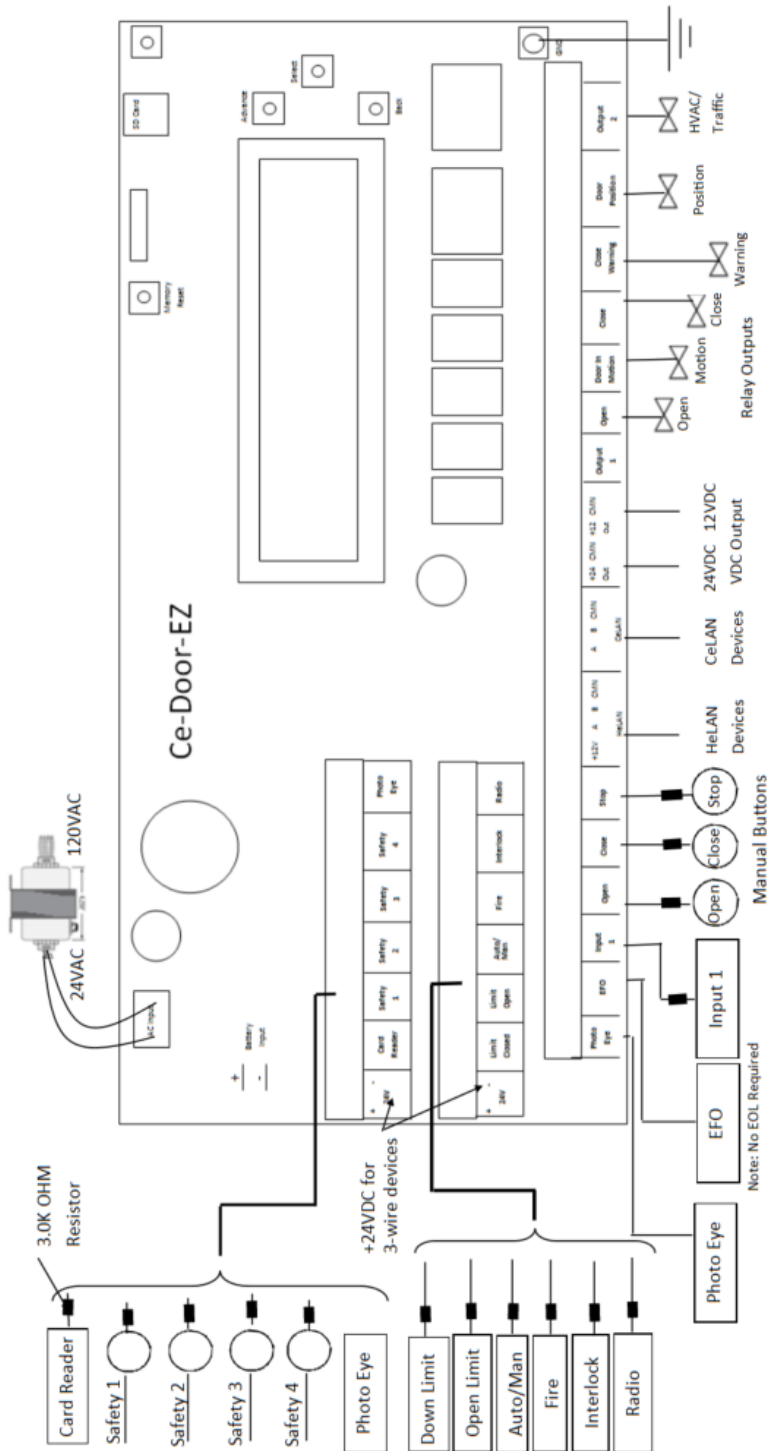 24VAC
120VAC
3.0K OHM
Resistor
Card Reader
Safety 1
Safety 2
Safety 3
Safety 4
Photo Eye
+24VDC for
3-wire devices
Down Limit
Open Limit
Auto/Man
Fire
Interlock
Radio
AC Input
+
-
Battery
Input
Ce-Door-EZ
Memory
Reset
SD Card
Advance
Select
Back
GND
+ -
24V
Card
Reader
Safety
1
Safety
2
Safety
3
Safety
4
Photo
Eye
+ -
24V
Limit
Closed
Limit
Open
Auto/
Man
Fire
Interlock
Radio
Photo
Eye
EFO
Input
1
Open
Close
Stop
+12V A B CMN
HeLAN
A B CMN
CeLAN
+24 CMN
Out
+12 CMN
Out
Output
1
Open
Door In
Motion
Close
Close
Warning
Door
Position
Output
2
Photo Eye
EFO
Note: No EOL Required
Input 1
Open
Close
Stop
Manual Buttons
HeLAN
Devices
CeLAN
Devices
24VDC 12VDC
VDC Output
Open
Motion
Close
Warning
Relay Outputs
Position
HVAC/
Traffic